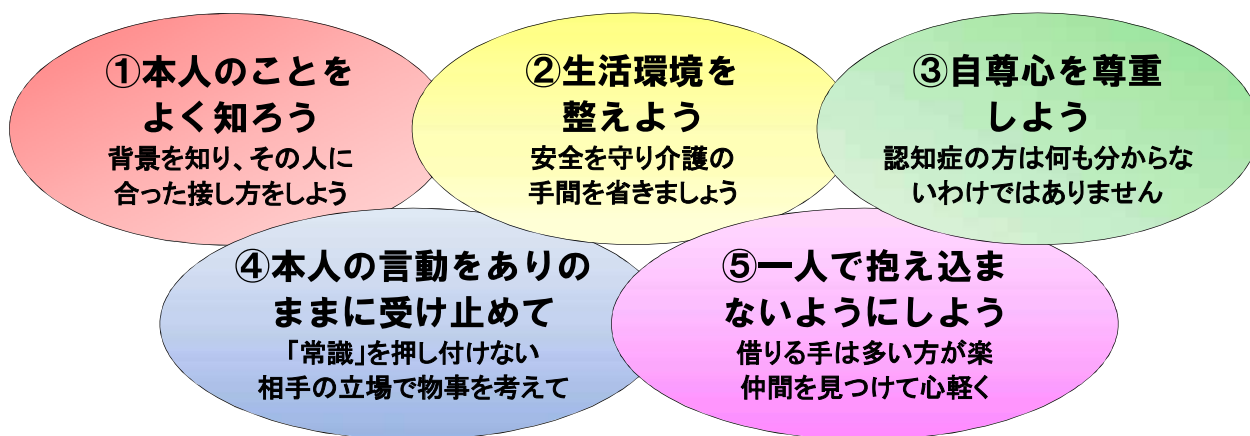 ①本人のことを
よく知ろう
背景を知り、その人に
合った接し方をしよう
②生活環境を
整えよう
安全を守り介護の
手間を省きましょう
③自尊心を尊重
しよう
認知症の方は何も分からな
いわけではありません
④本人の言動をありの
ままに受け止めて
「常識」を押し付けない
相手の立場で物事を考えて
⑤一人で抱え込ま
ないようにしよう
借りる手は多い方が楽
仲間を見つけて心軽く